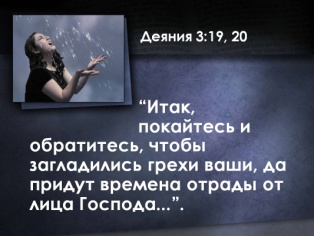 Деяния 3:19, 20
“Итак,
покайтесь и
обратитесь, чтобы
загладились грехи ваши, да
придут времена отрады от
лица Господа...”.